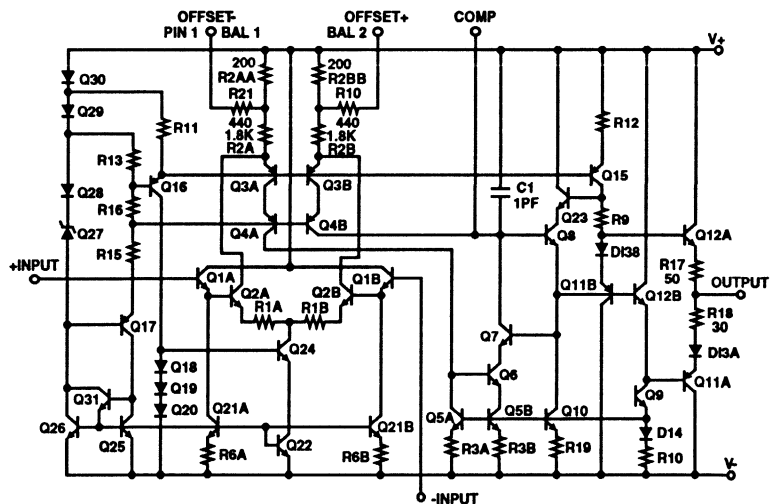 OFFSET- OFFSET+ COMP
PIN 1 BAL 1 BAL 2
V+
Q30
200 200
R2AA R2BB
Q29
R21 R10
R11
440 440
R12
1.8K 1.8K
R2A R2B
R13
Q28
Q16
Q3A Q3B
C1
1PF
Q15
R16
Q23
R9
Q27
Q4A Q4B
Q8
Q12A
R15
DI38
R17
50
OUTPUT
+INPUT
Q1A Q1B
Q2A Q2B
Q11B
Q12B
R1A R1B
R18
30
Q17
Q7
Q24
DI3A
Q18
Q6
Q11A
Q31
Q19
Q9
Q20
Q21A
Q5A Q5B Q10
Q26
Q21B
Q25
Q22
D14
R6A R6B
R3A R3B R19
R10
V-
-INPUT